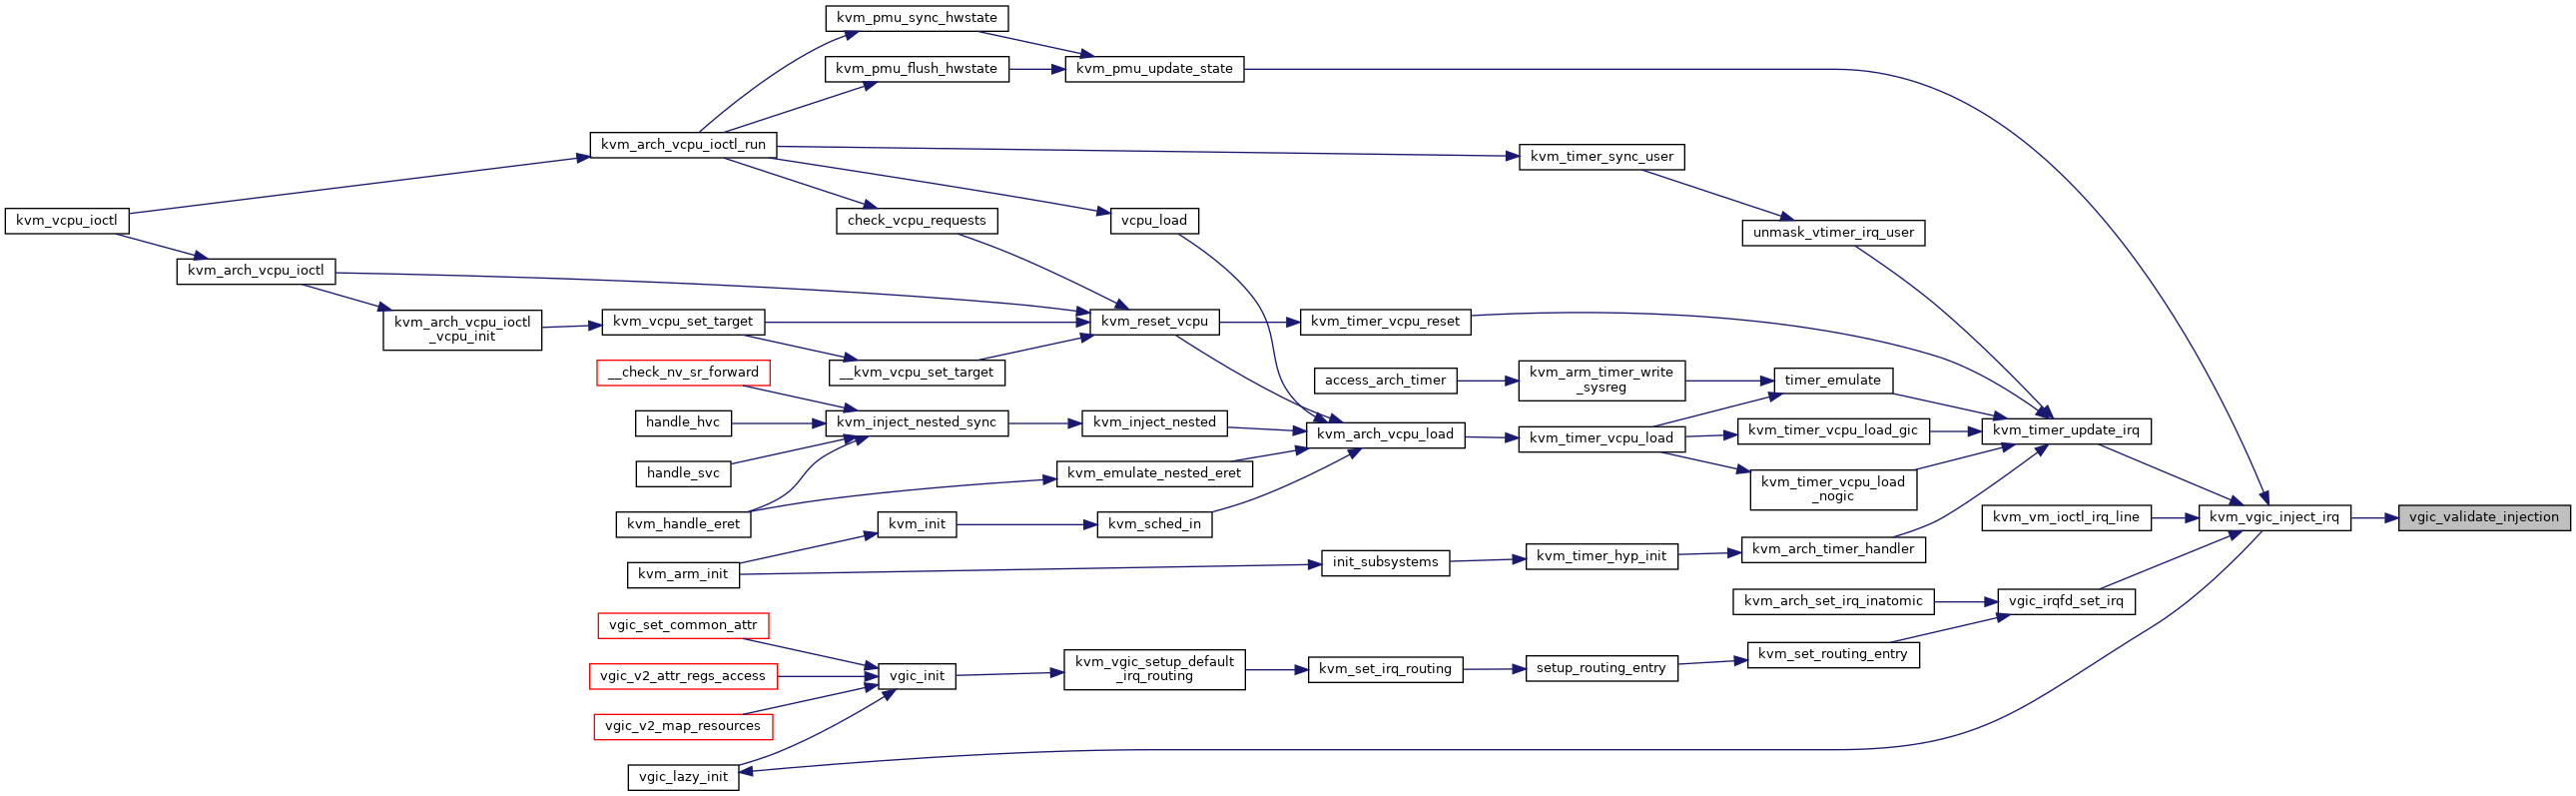 kvm_pmu_sync_hwstate
kvm_pmu_flush_hwstate
kvm_pmu_update_state
kvm_arch_vcpu_ioctl_run
kvm_timer_sync_user
kvm_vcpu_ioctl
check_vcpu_requests
vcpu_load
unmask_vtimer_irq_user
kvm_arch_vcpu_ioctl
kvm_arch_vcpu_ioctl
_vcpu_init
kvm_vcpu_set_target
kvm_reset_vcpu
kvm_timer_vcpu_reset
__check_nv_sr_forward
__kvm_vcpu_set_target
access_arch_timer
kvm_arm_timer_write
_sysreg
timer_emulate
handle_hvc
kvm_inject_nested_sync
kvm_inject_nested
kvm_arch_vcpu_load
kvm_timer_vcpu_load
kvm_timer_vcpu_load_gic
kvm_timer_update_irq
handle_svc
kvm_emulate_nested_eret
kvm_timer_vcpu_load
_nogic
kvm_handle_eret
kvm_init
kvm_sched_in
kvm_vm_ioctl_irq_line
kvm_vgic_inject_irq
vgic_validate_injection
kvm_arm_init
init_subsystems
kvm_timer_hyp_init
kvm_arch_timer_handler
kvm_arch_set_irq_inatomic
vgic_irqfd_set_irq
vgic_set_common_attr
vgic_v2_attr_regs_access
vgic_init
kvm_vgic_setup_default
_irq_routing
kvm_set_irq_routing
setup_routing_entry
kvm_set_routing_entry
vgic_v2_map_resources
vgic_lazy_init